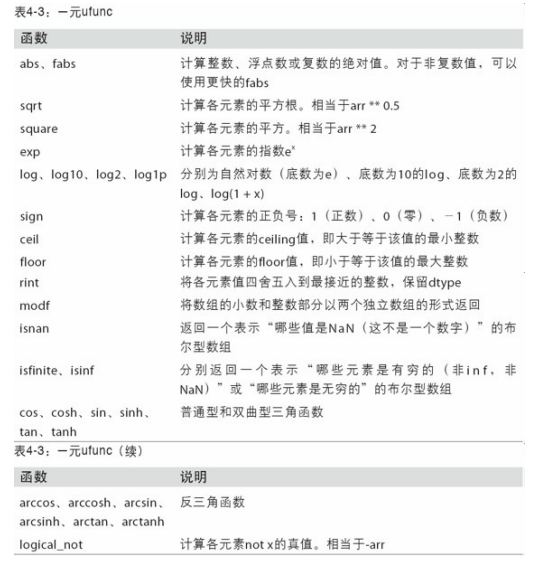 表4-3：一元ufunc
函数 说明
abs、fabs 计算整数、浮点数或复数的绝对值。对于非复数值，可以
使用更快的fabs
sqrt 计算各元素的平方根。相当于arr ** 0.5
square 计算各元素的平方。相当于arr ** 2
exp 计算各元素的指数eˣ
log、log10、log2、log1p 分别为自然对数（底数为e）、底数为10的log、底数为2的
log、log(1 + x)
sign 计算各元素的正负号：1（正数）、0（零）、－1（负数）
ceil 计算各元素的ceiling值，即大于等于该值的最小整数
floor 计算各元素的floor值，即小于等于该值的最大整数
rint 将各元素值四舍五入到最接近的整数，保留dtype
modf 将数组的小数和整数部分以两个独立数组的形式返回
isnan 返回一个表示“哪些值是NaN（这不是一个数字）”的布
尔型数组
isfinite、isinf 分别返回一个表示“哪些元素是有穷的（非inf，非
NaN）”或“哪些元素是无穷的”的布尔型数组
cos、cosh、sin、sinh、 普通型和双曲型三角函数
tan、tanh
表4-3：一元ufunc（续）
函数 说明
arccos、arccosh、arcsin、 反三角函数
arcsinh、arctan、arctanh
logical_not 计算各元素not x的真值。相当于-arr